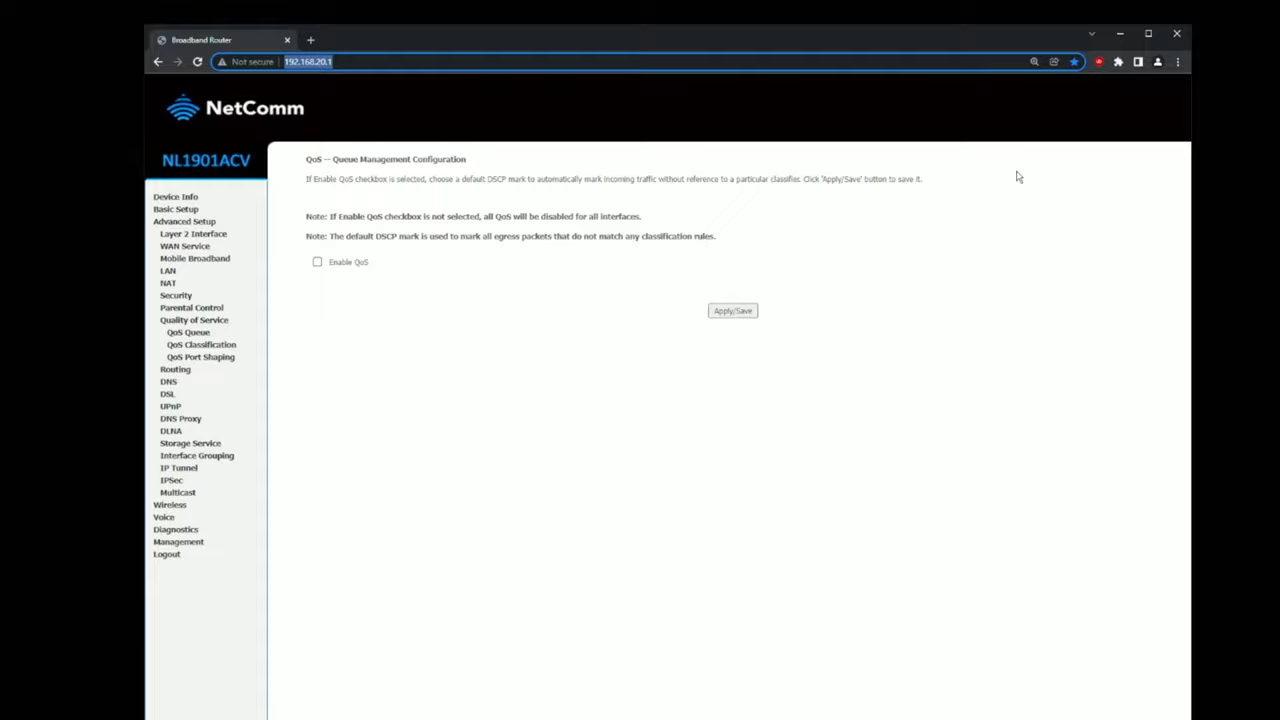 Broadband Router
Not secure
192.168.20.1
NetComm
NL1901ACV
Device Info
Basic Setup
Advanced Setup
Layer 2 Interface
WAN Service
Mobile Broadband
LAN
NAT
Security
Parental Control
Quality of Service
QoS Queue
QoS Classification
QoS Port Shaping
Routing
DNS
DSL
UPnP
DNS Proxy
DLNA
Storage Service
Interface Grouping
IP Tunnel
IPSec
Multicast
Wireless
Voice
Diagnostics
Management
Logout
QoS -- Queue Management Configuration
If Enable QoS checkbox is selected, choose a default DSCP mark to automatically mark incoming traffic without reference to a particular classifier. Click 'Apply/Save' button to save it.
Note: If Enable QoS checkbox is not selected, all QoS will be disabled for all interfaces.
Note: The default DSCP mark is used to mark all egress packets that do not match any classification rules.
Enable QoS
Apply/Save